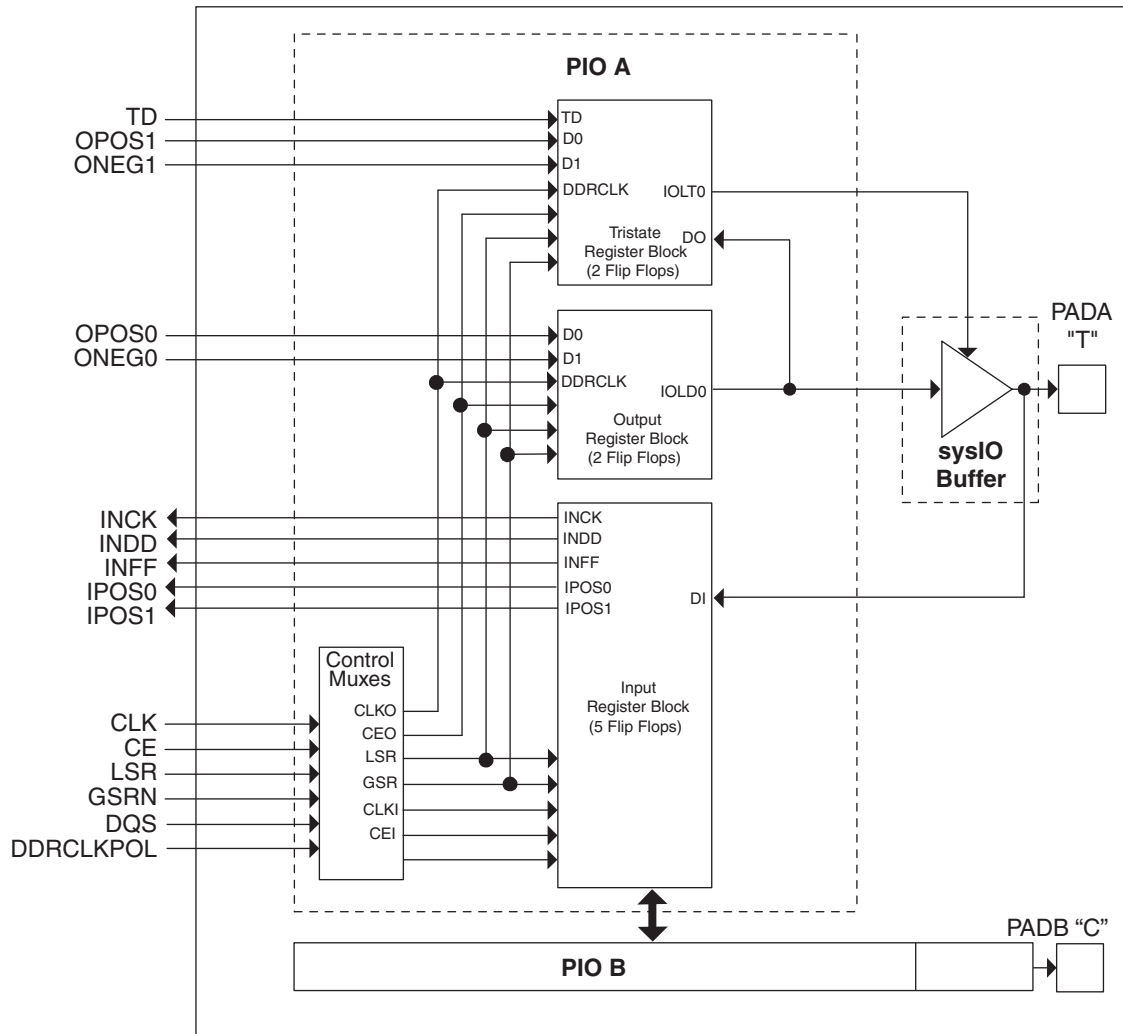 PIO A
TD
OPOS1
ONEG1
TD
D0
D1
DDRCLK
IOLT0
DO
Tristate
Register Block
(2 Flip Flops)
OPOS0
ONEG0
D0
D1
DDRCLK
IOLD0
Output
Register Block
(2 Flip Flops)
PADA
"T"
sysIO
Buffer
INCK
INDD
INFF
IPOS0
IPOS1
INCK
INDD
INFF
IPOS0
IPOS1
DI
Input
Register Block
(5 Flip Flops)
Control
Muxes
CLKO
CEO
LSR
GSR
CLKI
CEI
CLK
CE
LSR
GSRN
DQS
DDRCLKPOL
PADB “C”
PIO B